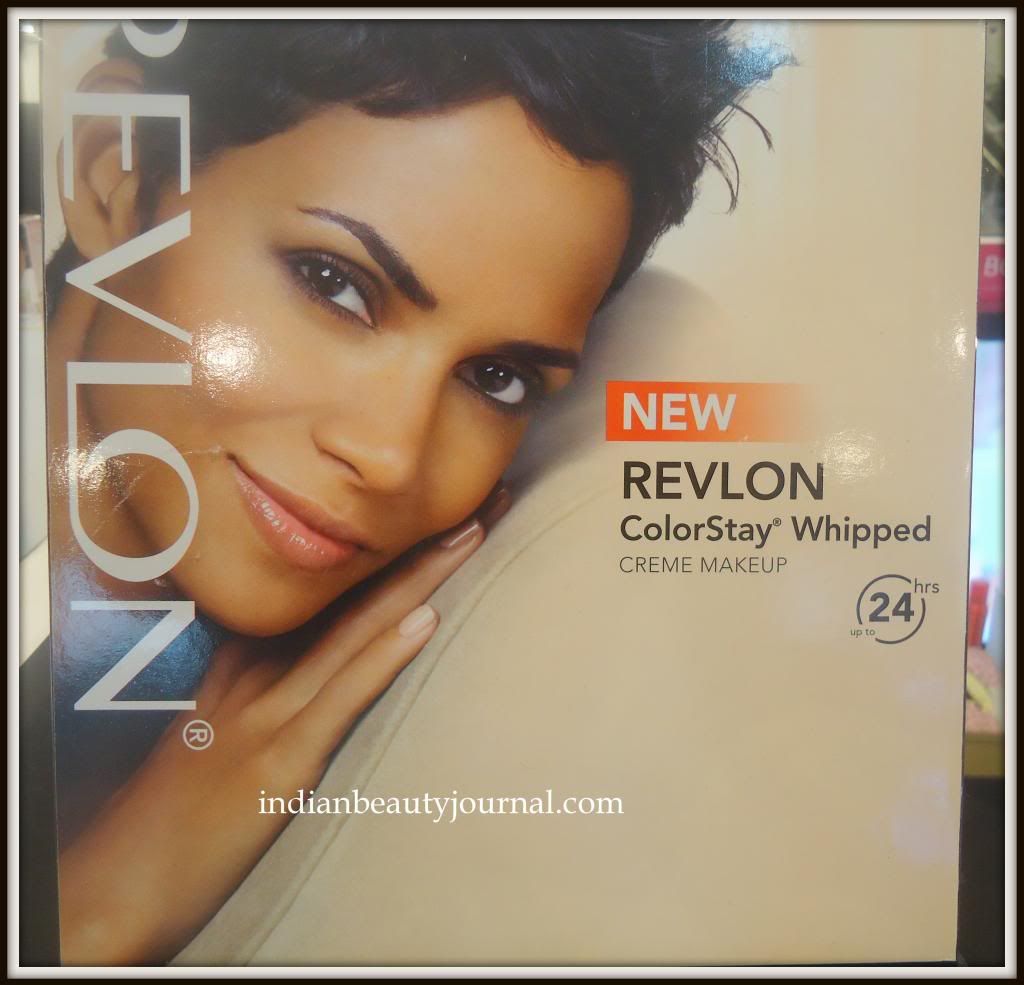 REVLON®
NEW
REVLON
ColorStay® Whipped
CREME MAKEUP
up to 24 hrs
indianbeautyjournal.com